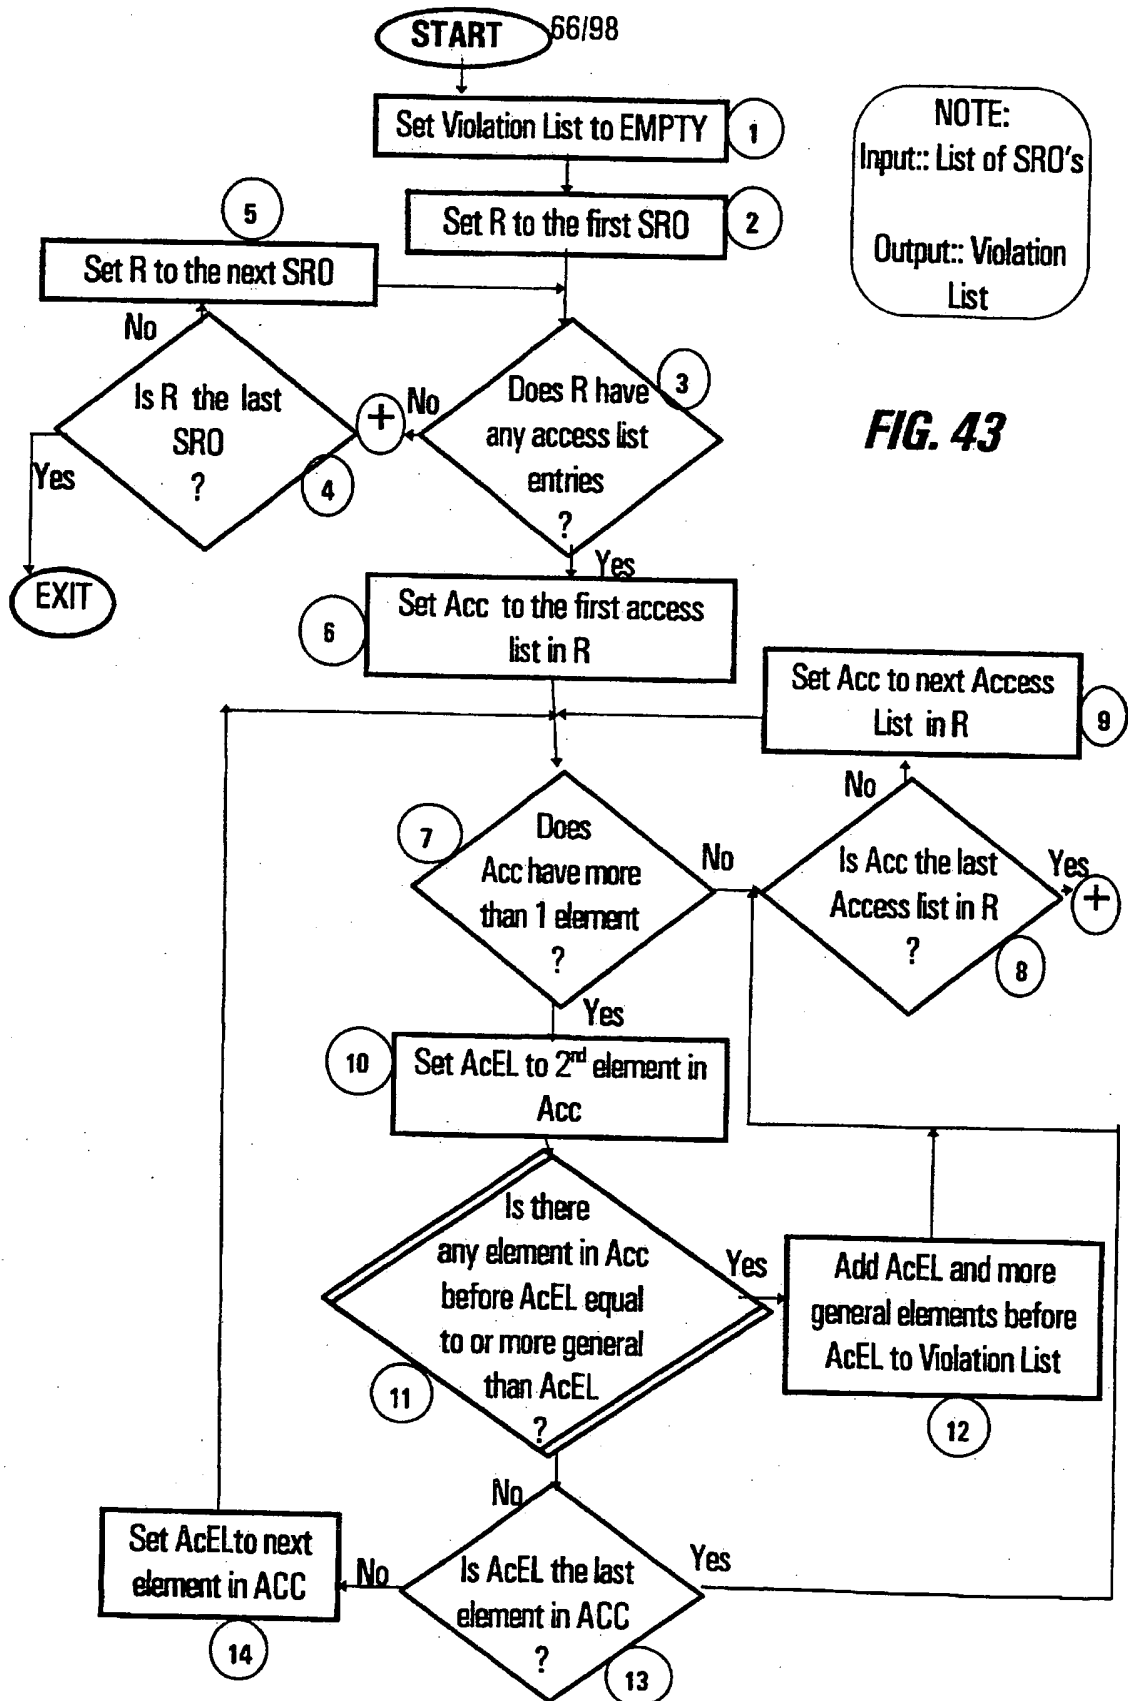 START
66/98
Set Violation List to EMPTY
1
NOTE:
Input:: List of SRO's
Output:: Violation
List
Set R to the first SRO
2
5
Set R to the next SRO
No
Is R the last
SRO
?
4
Yes
EXIT
+
No
Does R have
any access list
entries
?
3
Yes
FIG. 43
Set Acc to the first access
list in R
6
Set Acc to next Access
List in R
9
No
7
Does
Acc have more
than 1 element
?
No
Is Acc the last
Access list in R
?
8
Yes
+
Yes
10
Set AcEL to 2nd element in
Acc
Is there
any element in Acc
before AcEL equal
to or more general
than AcEL
?
11
Yes
Add AcEL and more
general elements before
AcEL to Violation List
12
No
Set AcELto next
element in ACC
14
No
Is AcEL the last
element in ACC
?
13
Yes